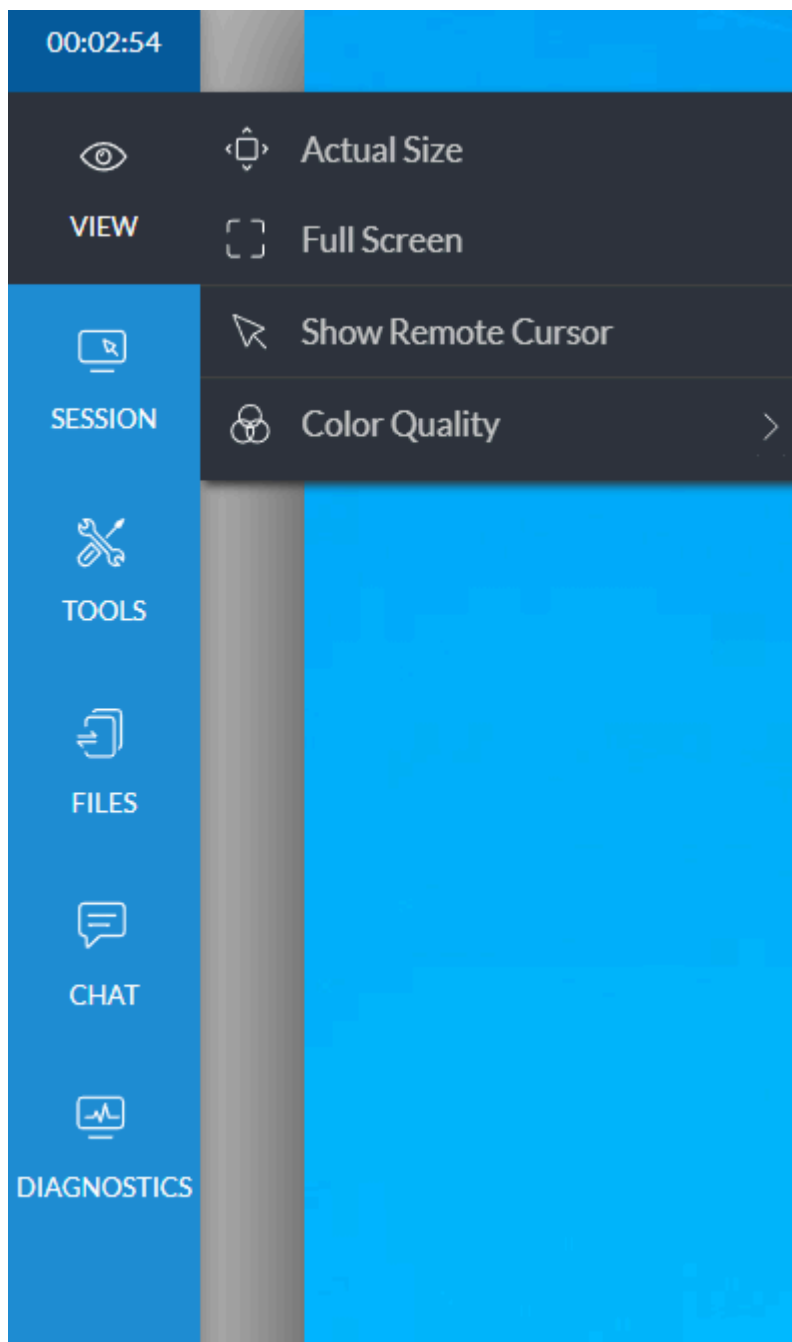 00:02:54
VIEW
Actual Size
Full Screen
Show Remote Cursor
Color Quality
SESSION
TOOLS
FILES
CHAT
DIAGNOSTICS